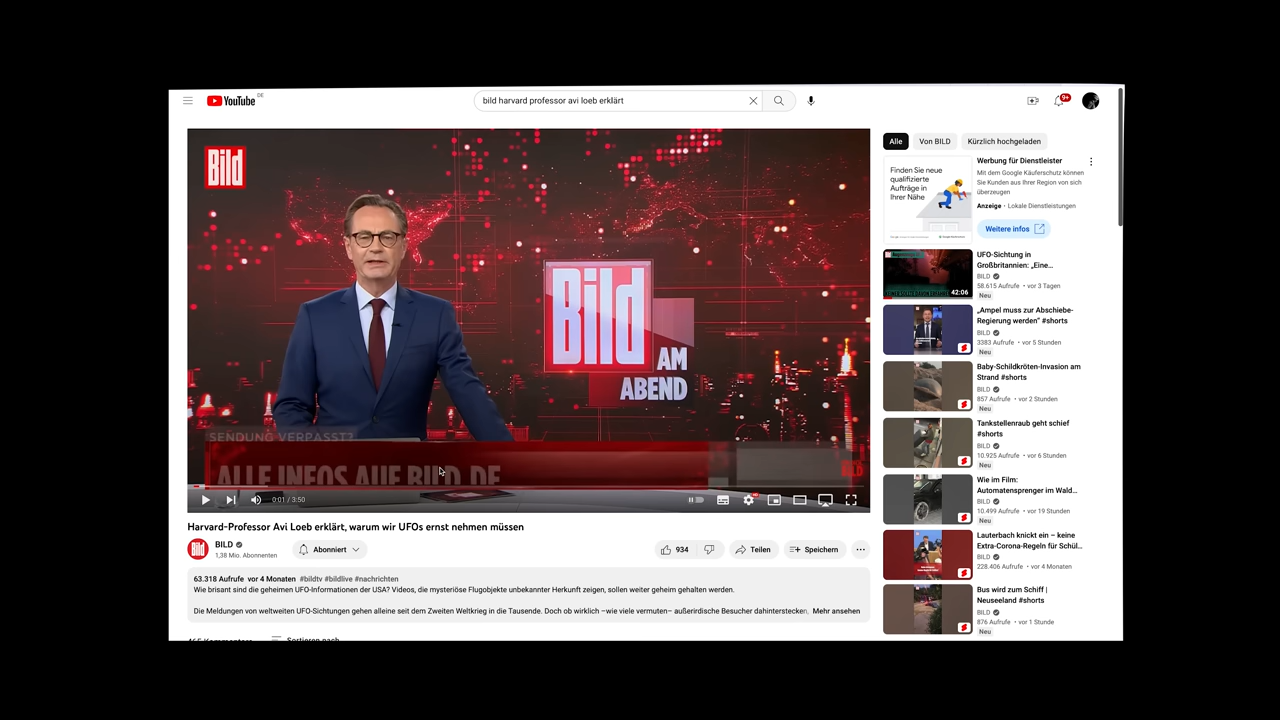 YouTube DE
bild harvard professor avi loeb erklärt
9+
Bild
Bild
AM
ABEND
SENDUNG VERPASST?
ALLE INFOS AUF BILD.DE
BILD
0:01 / 3:50
Harvard-Professor Avi Loeb erklärt, warum wir UFOs ernst nehmen müssen
Bild
BILD
1,38 Mio. Abonnenten
Abonniert
934
Teilen
Speichern
63.318 Aufrufe vor 4 Monaten #bildtv #bildlive #nachrichten
Wie brisant sind die geheimen UFO-Informationen der USA? Videos, die mysteriöse Flugobjekte unbekannter Herkunft zeigen, sollen weiter geheim gehalten werden.
Die Meldungen von weltweiten UFO-Sichtungen gehen alleine seit dem Zweiten Weltkrieg in die Tausende. Doch ob wirklich –wie viele vermuten– außerirdische Besucher dahinterstecken, Mehr ansehen
465 Kommentare
Sortieren nach
Alle
Von BILD
Kürzlich hochgeladen
Finden Sie neue
qualifizierte
Aufträge in
Ihrer Nähe
Werbung für Dienstleister
Mit dem Google Käuferschutz können
Sie Kunden aus Ihrer Region von sich
überzeugen
Anzeige • Lokale Dienstleistungen
Weitere infos
42:06
UFO-Sichtung in
Großbritannien: „Eine...
BILD
58.615 Aufrufe • vor 3 Tagen
Neu
„Ampel muss zur Abschiebe-
Regierung werden“ #shorts
BILD
3383 Aufrufe • vor 5 Stunden
Neu
Baby-Schildkröten-Invasion am
Strand #shorts
BILD
857 Aufrufe • vor 2 Stunden
Neu
Tankstellenraub geht schief
#shorts
BILD
10.925 Aufrufe • vor 6 Stunden
Neu
Wie im Film:
Automatensprenger im Wald...
BILD
10.499 Aufrufe • vor 19 Stunden
Neu
Lauterbach knickt ein – keine
Extra-Corona-Regeln für Schül...
BILD
228.406 Aufrufe • vor 4 Monaten
Bus wird zum Schiff |
Neuseeland #shorts
BILD
876 Aufrufe • vor 1 Stunde
Neu